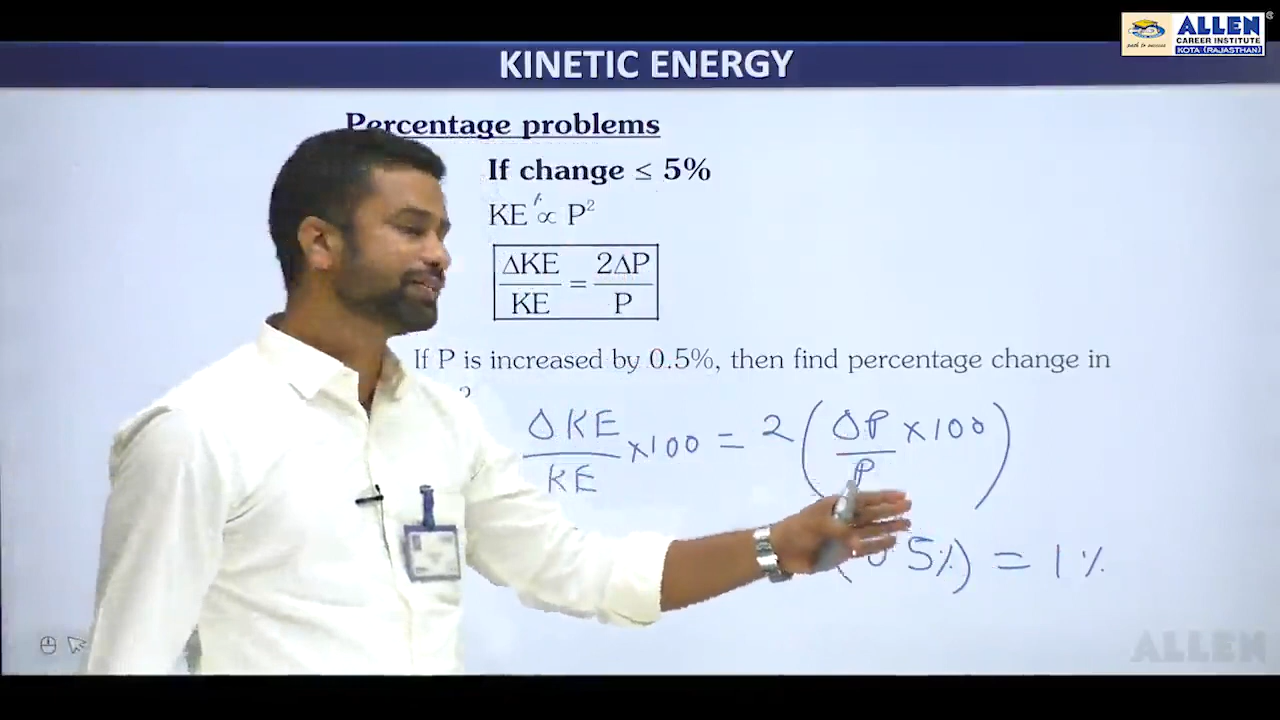 ALLEN
CAREER INSTITUTE
KOTA (RAJASTHAN)
KINETIC ENERGY
Percentage problems
If change ≤ 5%
KE ∝ P²
ΔKE/KE = 2ΔP/P
If P is increased by 0.5%, then find percentage change in
?
ΔKE/KE ×100 = 2(ΔP/P ×100)
5%) = 1%
ALLEN